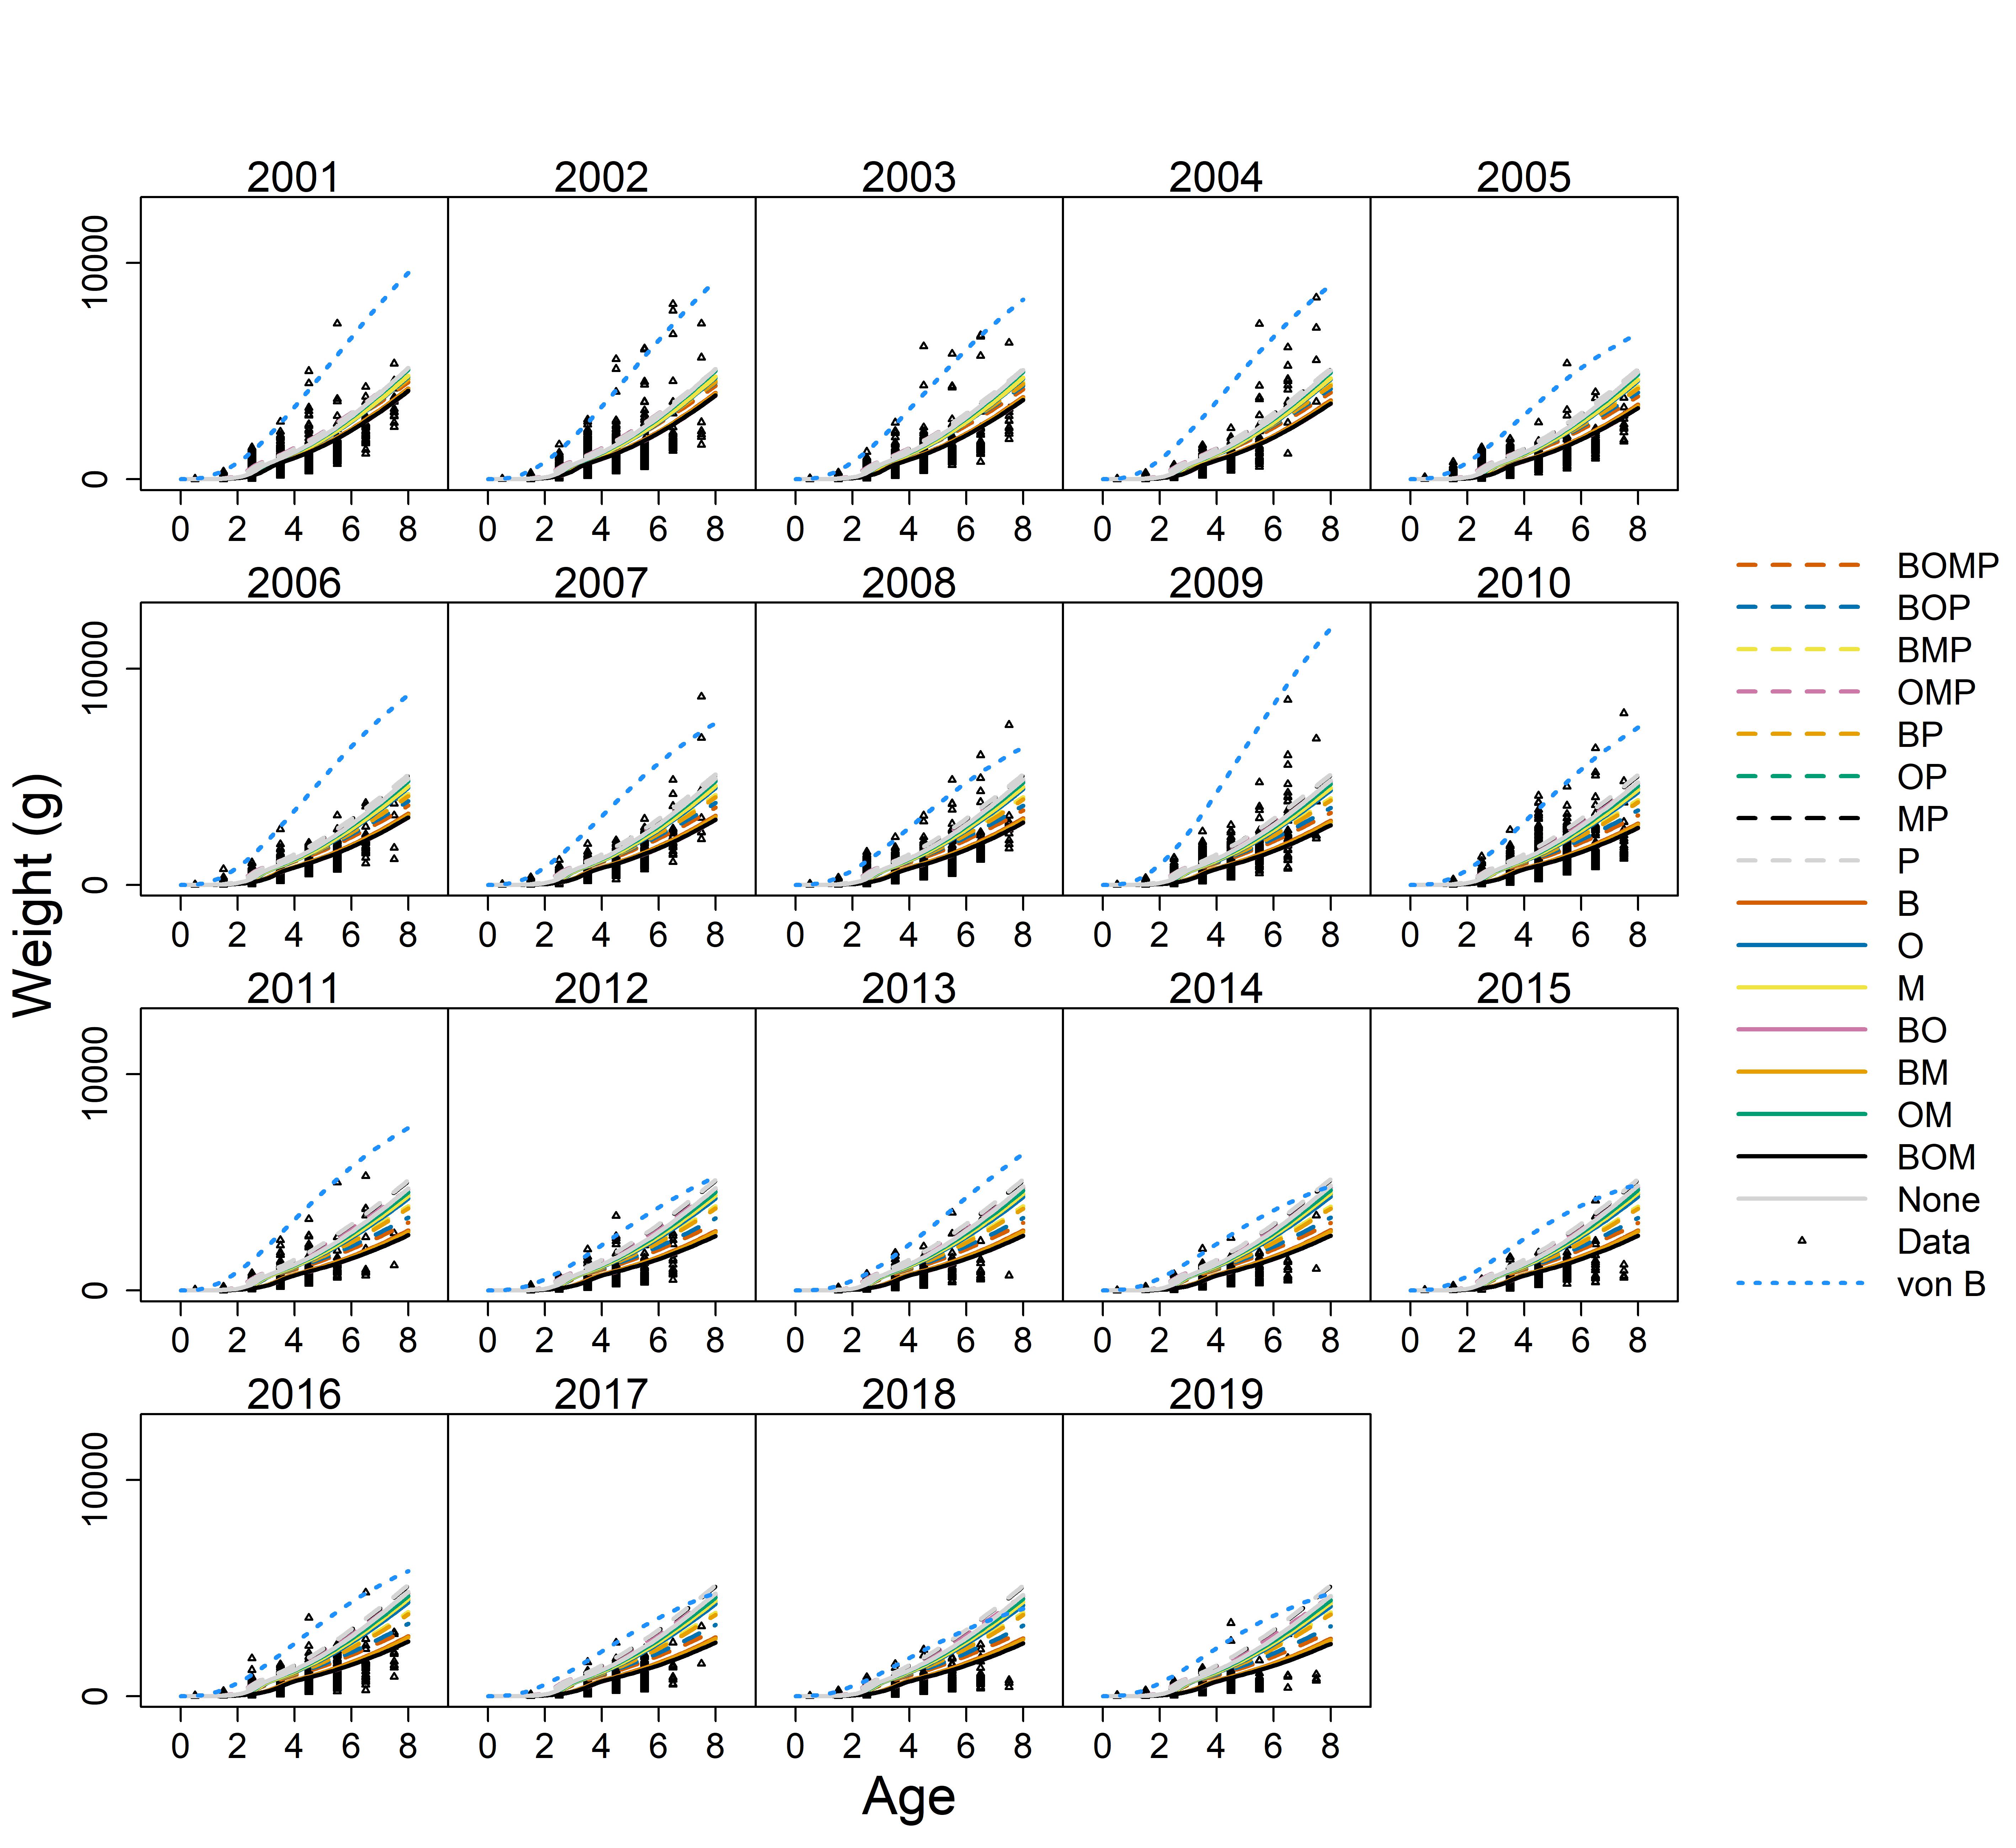 2001 2002 2003 2004 2005
10000
0
0 2 4 6 8 0 2 4 6 8 0 2 4 6 8 0 2 4 6 8 0 2 4 6 8
2006 2007 2008 2009 2010
10000
0
0 2 4 6 8 0 2 4 6 8 0 2 4 6 8 0 2 4 6 8 0 2 4 6 8
2011 2012 2013 2014 2015
10000
0
0 2 4 6 8 0 2 4 6 8 0 2 4 6 8 0 2 4 6 8 0 2 4 6 8
2016 2017 2018 2019
10000
0
0 2 4 6 8 0 2 4 6 8 0 2 4 6 8 0 2 4 6 8
Weight (g)
Age
BOMP
BOP
BMP
OMP
BP
OP
MP
P
B
O
M
BO
BM
OM
BOM
None
Data
von B